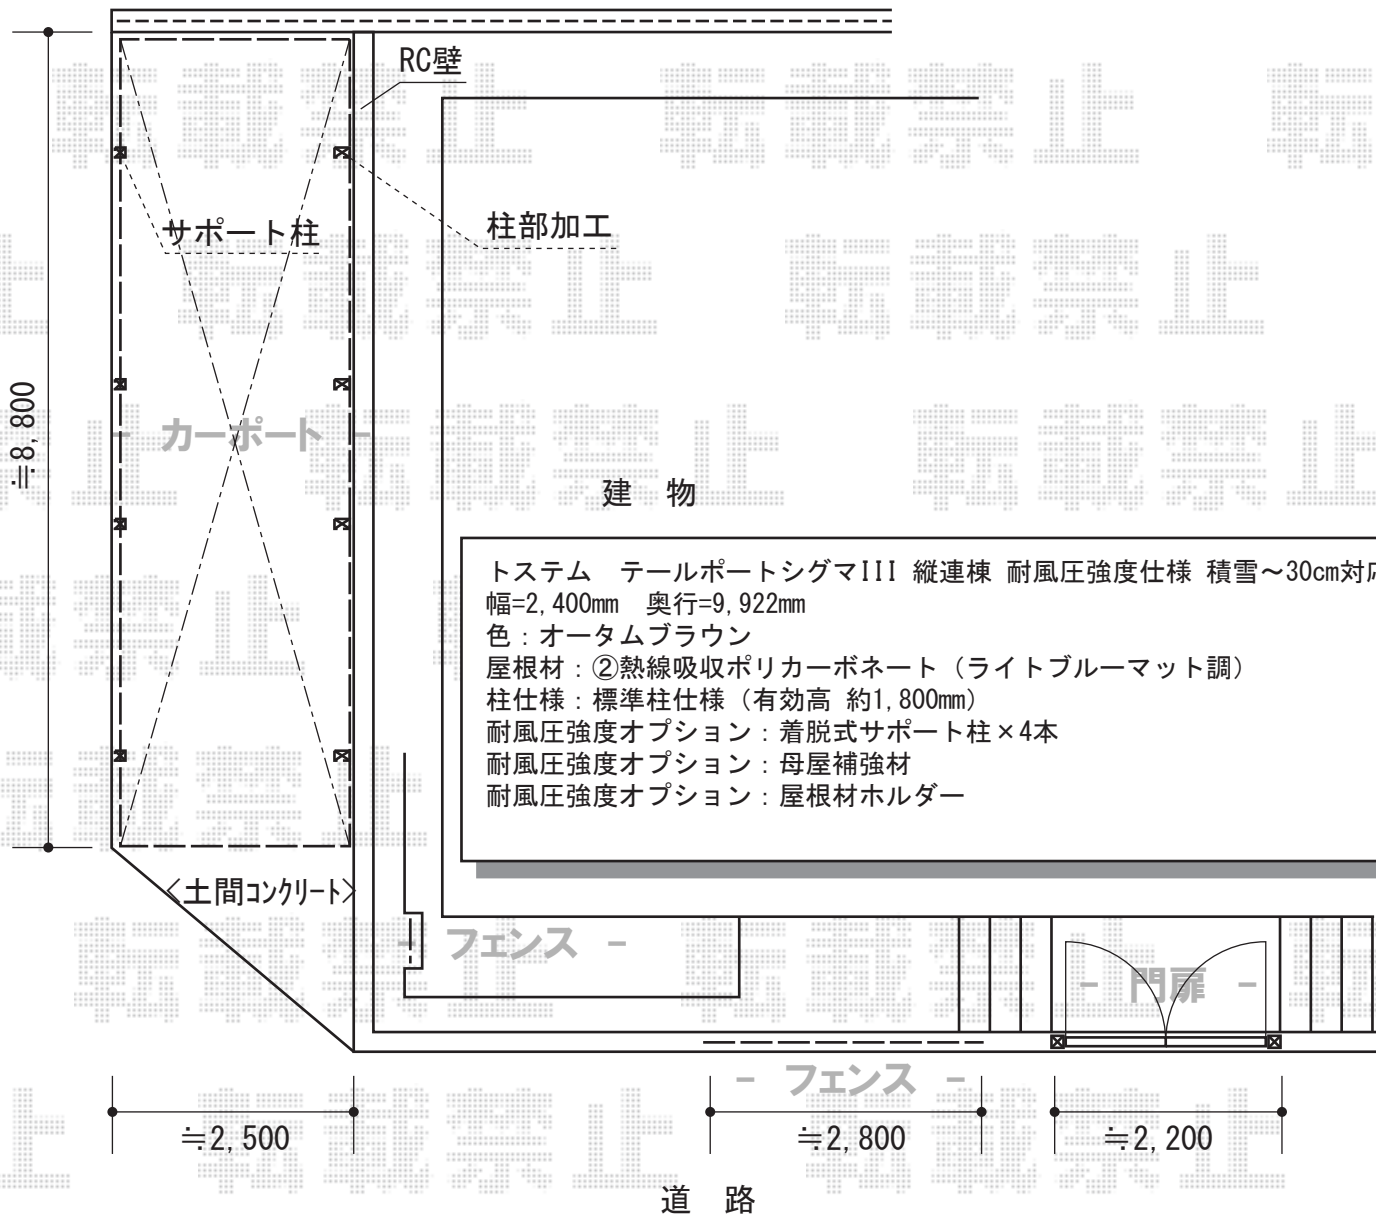 RC壁
サポート柱
柱部加工
≒8,800
- カーポート -
建 物
トステム テールポートシグマIII 縦連棟 耐風圧強度仕様 積雪～30cm対応
幅=2,400mm 奥行=9,922mm
色：オータムブラウン
屋根材：②熱線吸収ポリカーボネート（ライトブルーマット調）
柱仕様：標準柱仕様（有効高 約1,800mm）
耐風圧強度オプション：着脱式サポート柱×4本
耐風圧強度オプション：母屋補強材
耐風圧強度オプション：屋根材ホルダー
<土間コンクリート>
- フェンス -
- 門扉 -
- フェンス -
≒2,500
≒2,800
≒2,200
道 路
転載禁止